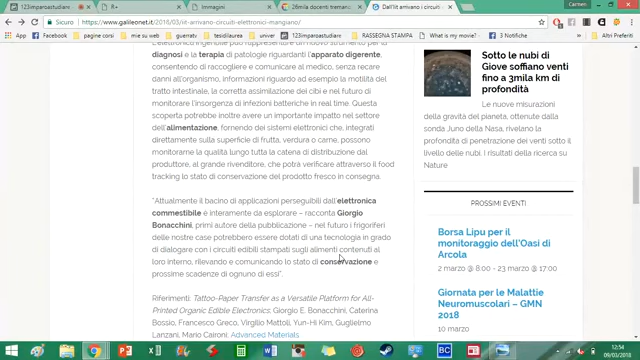 123imparoastudiare
R+
Immagini
26mila docenti tremano:
Dall'Iit arrivano i circuiti
Carmen
Sicuro https://www.galileonet.it/2018/03/iit-arrivano-circuiti-elettronici-mangiano/
Facebook
buon lavoro
pagine corsi
mie su web
gueratv
tesidilaurea
123imparoastudiare
RASSEGNA STAMPA
What is my movie?
Altri Preferiti
diagnosi e la terapia di patologie riguardanti l'apparato digerente,
consentendo di raccogliere e comunicare al medico, senza recare
danni all'organismo, informazioni riguardo ad esempio la motilità del
tratto intestinale, la corretta assimilazione dei cibi e nel futuro
di monitorare l'insorgenza di infezioni batteriche in real time. Questa
scoperta potrebbe inoltre avere un importante impatto nel settore
dell'alimentazione, fornendo dei sistemi elettronici che, integrati
direttamente sulla superficie di frutta, verdura o carne, possono
monitorarne la qualità lungo tutta la catena di distribuzione dal
produttore, al grande rivenditore, che potrà verificare attraverso il food
tracking lo stato di conservazione del prodotto fresco in consegna.
"Attualmente il bacino di applicazioni perseguibili dall'elettronica
commestibile è interamente da esplorare – racconta Giorgio
Bonacchini, primo autore della pubblicazione – nel futuro i frigoriferi
delle nostre case potrebbero essere dotati di una tecnologia in grado
di dialogare con i circuiti edibili stampati sugli alimenti contenuti al
loro interno, rilevando e comunicando lo stato di conservazione e
prossime scadenze di ognuno di essi".
Riferimenti: Tattoo-Paper Transfer as a Versatile Platform for All-
Printed Organic Edible Electronics: Giorgio E. Bonacchini, Caterina
Bossio, Francesco Greco, Virgilio Mattoli, Yun-Hi Kim, Guglielmo
Lanzani, Mario Caironi; Advanced Materials
Sotto le nubi di
Giove soffiano venti
fino a 3mila km di
profondità
Le nuove misurazioni
della gravità del pianeta, ottenute dalla
sonda Juno della Nasa, rivelano la
profondità di penetrazione dei venti sotto il
livello delle nubi. I risultati della ricerca su
Nature
PROSSIMI EVENTI
Borsa Lipu per il
monitoraggio dell'Oasi di
Arcola
2 marzo @ 8:00 - 23 marzo @ 17:00
Giornata per le Malattie
Neuromuscolari – GMN
2018
10 marzo
12:54
09/03/2018